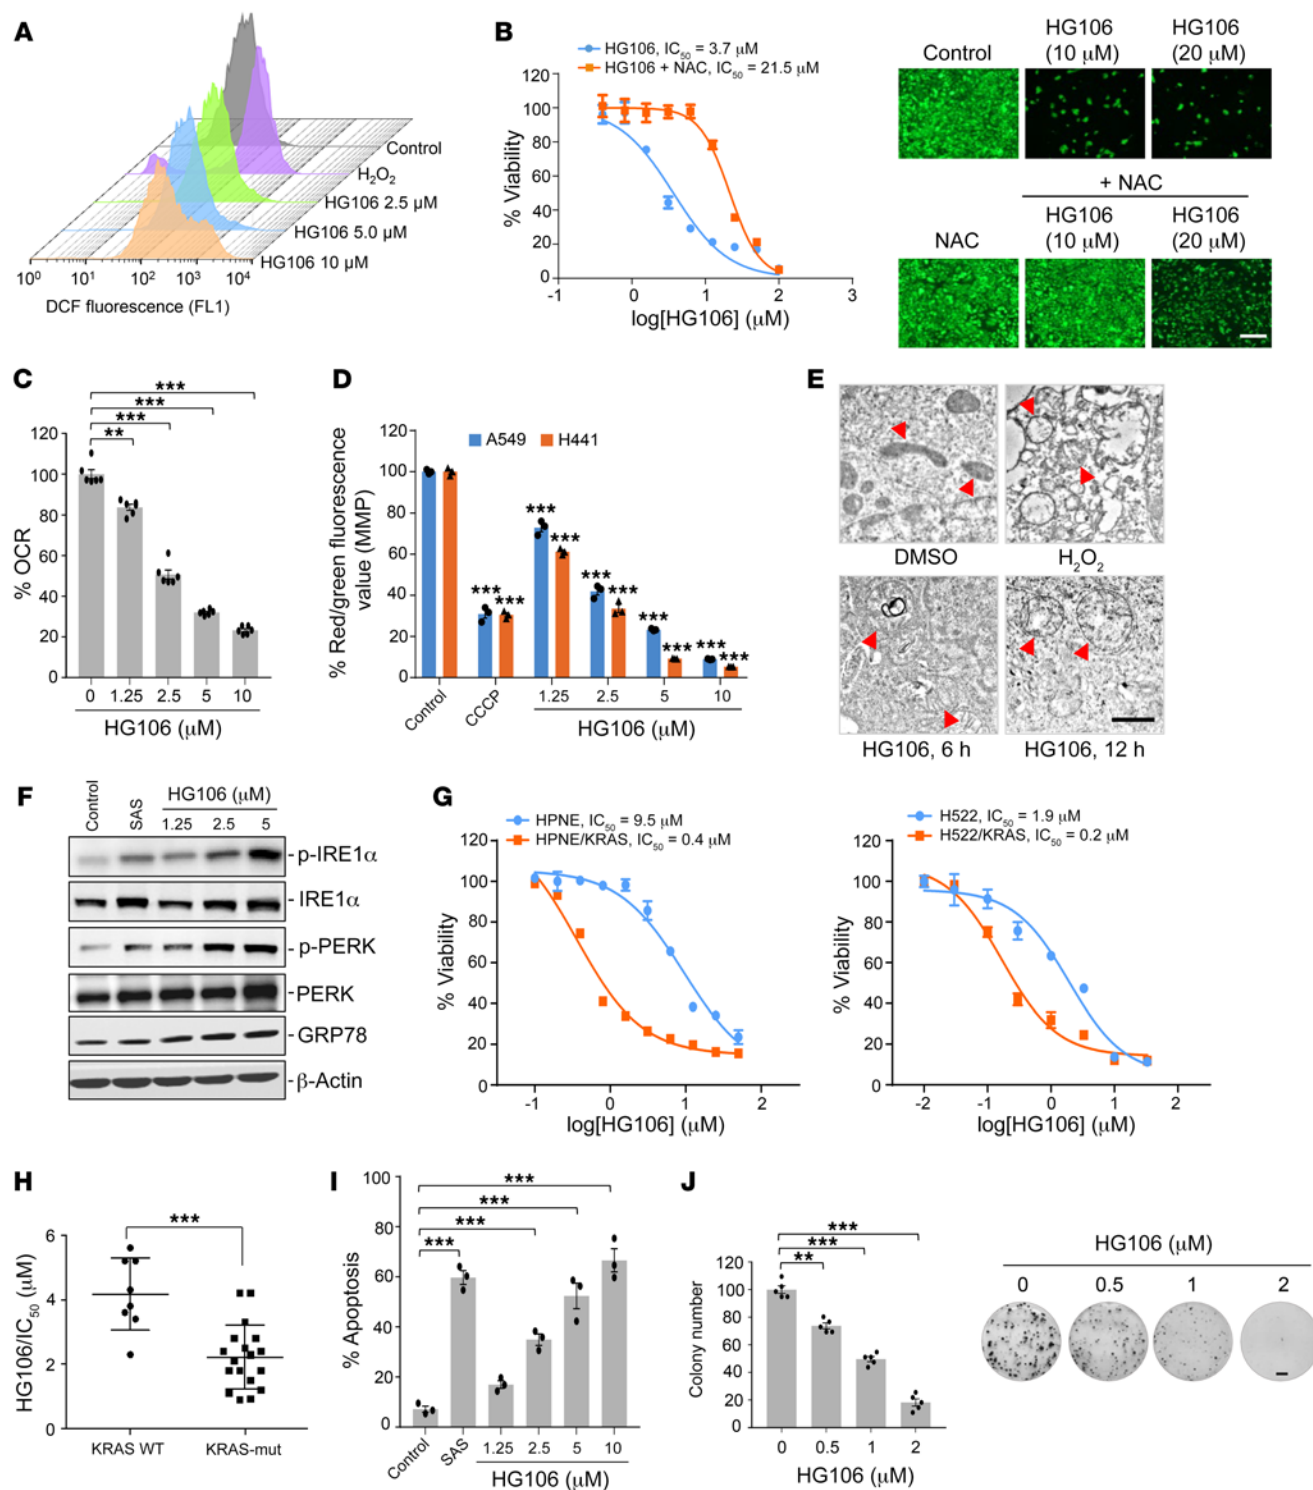 A
Control
H₂O₂
HG106 2.5 µM
HG106 5.0 µM
HG106 10 µM
10⁰ 10¹ 10² 10³ 10⁴
DCF fluorescence (FL1)
B
HG106, IC₅₀ = 3.7 µM
HG106 + NAC, IC₅₀ = 21.5 µM
% Viability
120
100
80
60
40
20
0
-1 0 1 2 3
log[HG106] (µM)
Control
HG106
(10 µM)
HG106
(20 µM)
+ NAC
NAC
HG106
(10 µM)
HG106
(20 µM)
C
***
***
***
**
% OCR
120
100
80
60
40
20
0
0 1.25 2.5 5 10
HG106 (µM)
D
A549 H441
% Red/green fluorescence
value (MMP)
120
100
80
60
40
20
0
*** *** *** *** *** *** *** *** *** ***
Control CCCP 1.25 2.5 5 10
HG106 (µM)
E
DMSO
H₂O₂
HG106, 6 h
HG106, 12 h
F
Control SAS
HG106 (µM)
1.25 2.5 5
p-IRE1α
IRE1α
p-PERK
PERK
GRP78
β-Actin
G
HPNE, IC₅₀ = 9.5 µM
HPNE/KRAS, IC₅₀ = 0.4 µM
% Viability
120
100
80
60
40
20
0
-1 0 1 2
log[HG106] (µM)
H522, IC₅₀ = 1.9 µM
H522/KRAS, IC₅₀ = 0.2 µM
% Viability
120
100
80
60
40
20
0
-2 -1 0 1 2
log[HG106] (µM)
H
***
HG106/IC₅₀ (µM)
6
4
2
0
KRAS WT KRAS-mut
I
***
***
***
***
% Apoptosis
100
80
60
40
20
0
Control SAS 1.25 2.5 5 10
HG106 (µM)
J
***
***
**
Colony number
120
100
80
60
40
20
0 0.5 1 2
HG106 (µM)
HG106 (µM)
0 0.5 1 2